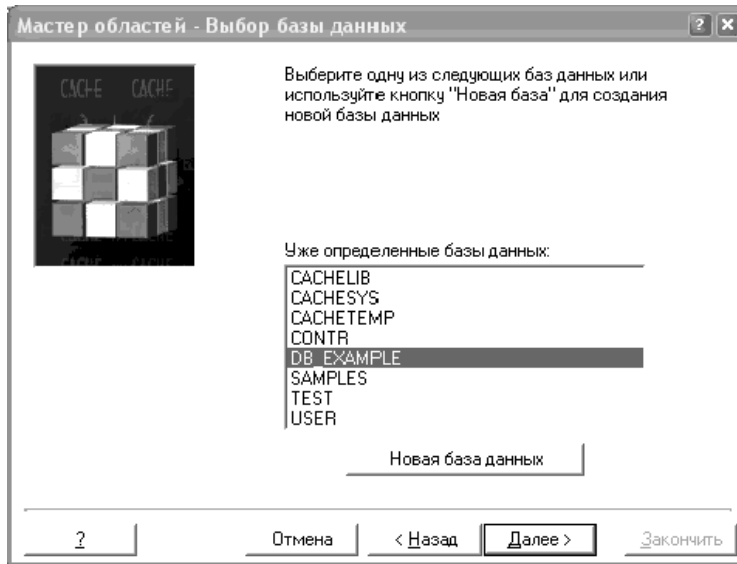 Мастер областей - Выбор базы данных
CACHE CACHE
Выберите одну из следующих баз данных или
используйте кнопку "Новая база" для создания
новой базы данных
Уже определенные базы данных:
CACHELIB
CACHESYS
CACHETEMP
CONTR
DB_EXAMPLE
SAMPLES
TEST
USER
Новая база данных
?
Отмена
< Назад
Далее >
Закончить